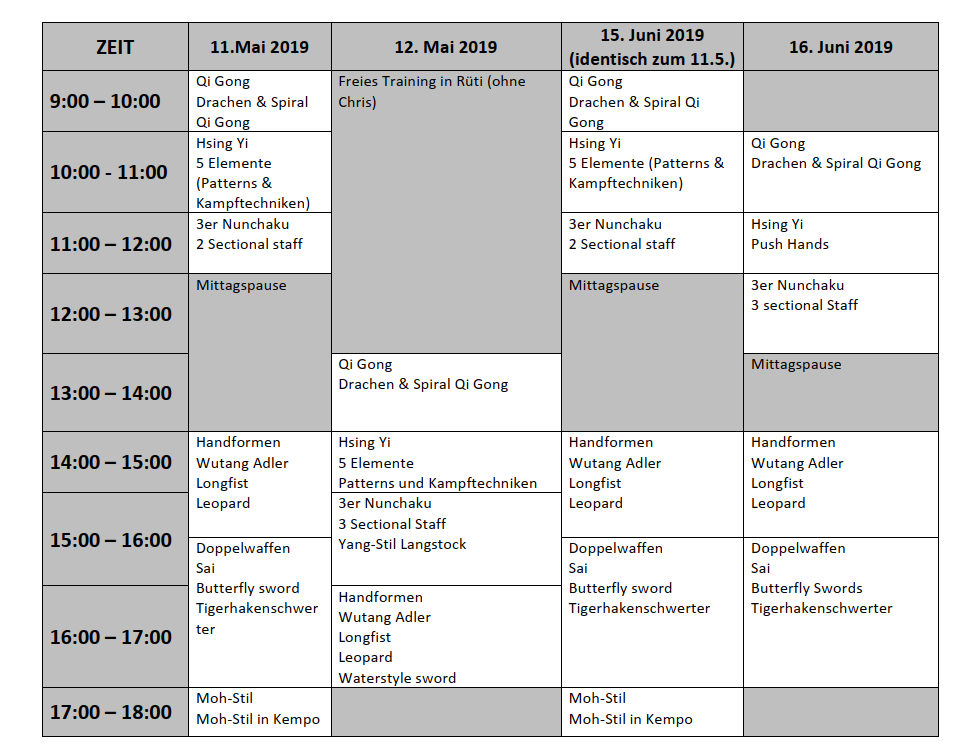 ZEIT
11.Mai 2019
12. Mai 2019
15. Juni 2019
(identisch zum 11.5.)
16. Juni 2019
9:00 – 10:00
Qi Gong
Drachen & Spiral
Qi Gong
Freies Training in Rüti (ohne
Chris)
Qi Gong
Drachen & Spiral Qi
Gong
10:00 - 11:00
Hsing Yi
5 Elemente
(Patterns &
Kampftechniken)
Hsing Yi
5 Elemente (Patterns &
Kampftechniken)
Qi Gong
Drachen & Spiral Qi Gong
11:00 – 12:00
3er Nunchaku
2 Sectional staff
3er Nunchaku
2 Sectional staff
Hsing Yi
Push Hands
12:00 – 13:00
Mittagspause
Mittagspause
3er Nunchaku
3 sectional Staff
13:00 – 14:00
Qi Gong
Drachen & Spiral Qi Gong
Mittagspause
14:00 – 15:00
Handformen
Wutang Adler
Longfist
Leopard
Hsing Yi
5 Elemente
Patterns und Kampftechniken
Handformen
Wutang Adler
Longfist
Leopard
Handformen
Wutang Adler
Longfist
Leopard
15:00 – 16:00
3er Nunchaku
3 Sectional Staff
Yang-Stil Langstock
Doppelwaffen
Sai
Butterfly sword
Tigerhakenschwer
ter
Doppelwaffen
Sai
Butterfly sword
Tigerhakenschwerter
Doppelwaffen
Sai
Butterfly Swords
Tigerhakenschwerter
16:00 – 17:00
Handformen
Wutang Adler
Longfist
Leopard
Waterstyle sword
17:00 – 18:00
Moh-Stil
Moh-Stil in Kempo
Moh-Stil
Moh-Stil in Kempo